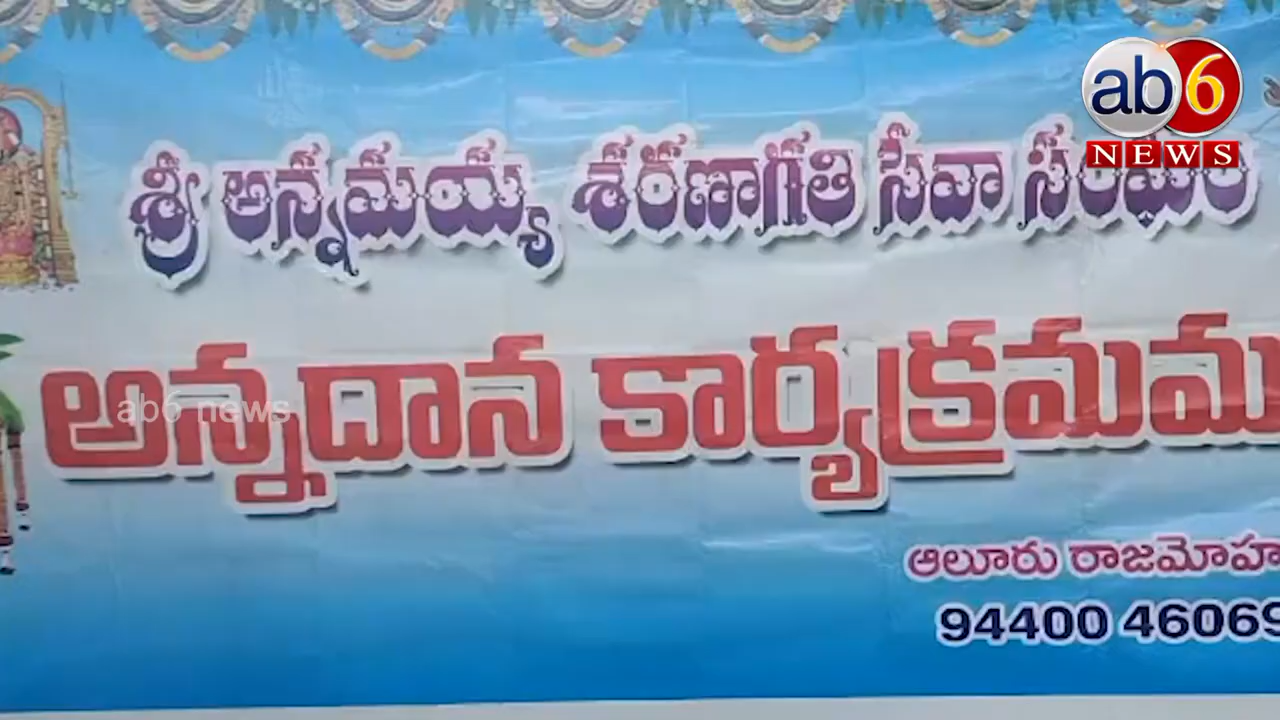 ab6
NEWS
శ్రీ అన్నమయ్య శరణాగతి సేవా సంఘం
అన్నదాన కార్యక్రమము
ab6 news
ఆలూరు రాజమోహ
94400 46069